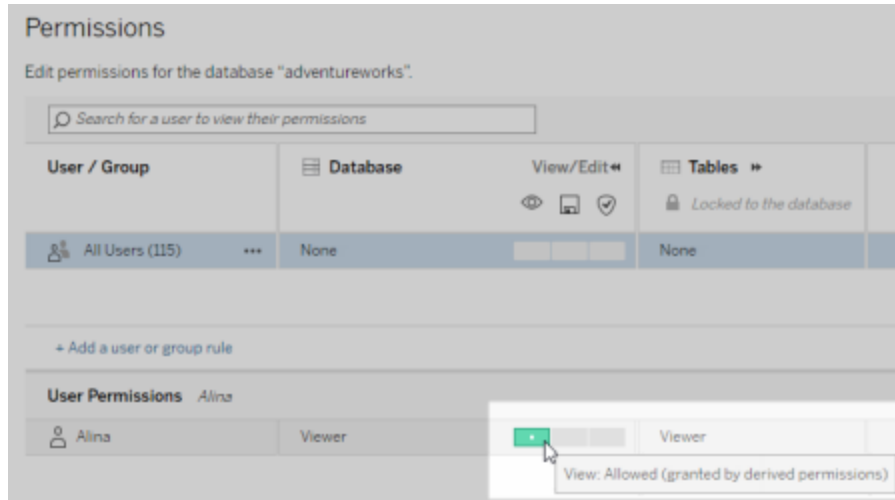 Permissions
Edit permissions for the database "adventureworks".
Search for a user to view their permissions
User / Group
Database
View/Edit
Tables
Locked to the database
All Users (115)
None
None
+ Add a user or group rule
User Permissions Alina
Alina
Viewer
Viewer
View: Allowed (granted by derived permissions)